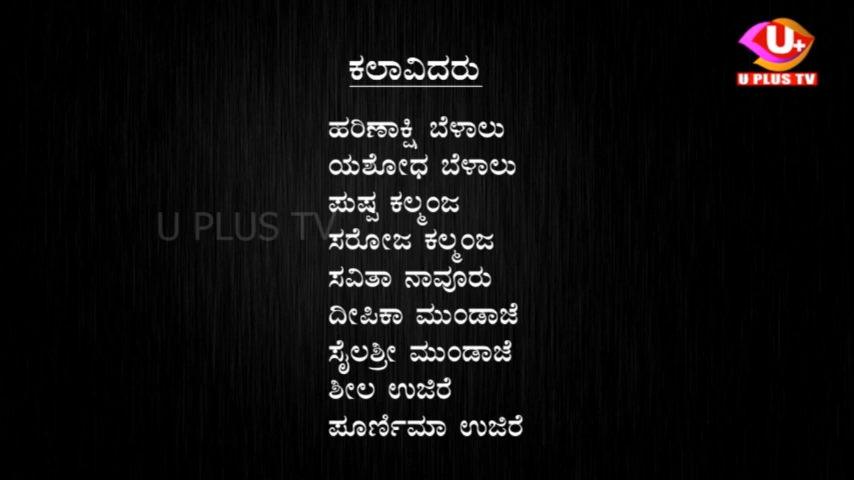 U+
U PLUS TV
ಕಲಾವಿದರು
ಹರಿಣಾಕ್ಷಿ ಬೆಳಾಲು
ಯಶೋಧ ಬೆಳಾಲು
ಪುಷ್ಪ ಕಲ್ಮಂಜ
U PLUS TV
ಸರೋಜ ಕಲ್ಮಂಜ
ಸವಿತಾ ನಾವೂರು
ದೀಪಿಕಾ ಮುಂಡಾಜೆ
ಸೈಲಶ್ರೀ ಮುಂಡಾಜೆ
ಶೀಲ ಉಜಿರೆ
ಪೂರ್ಣಿಮಾ ಉಜಿರೆ